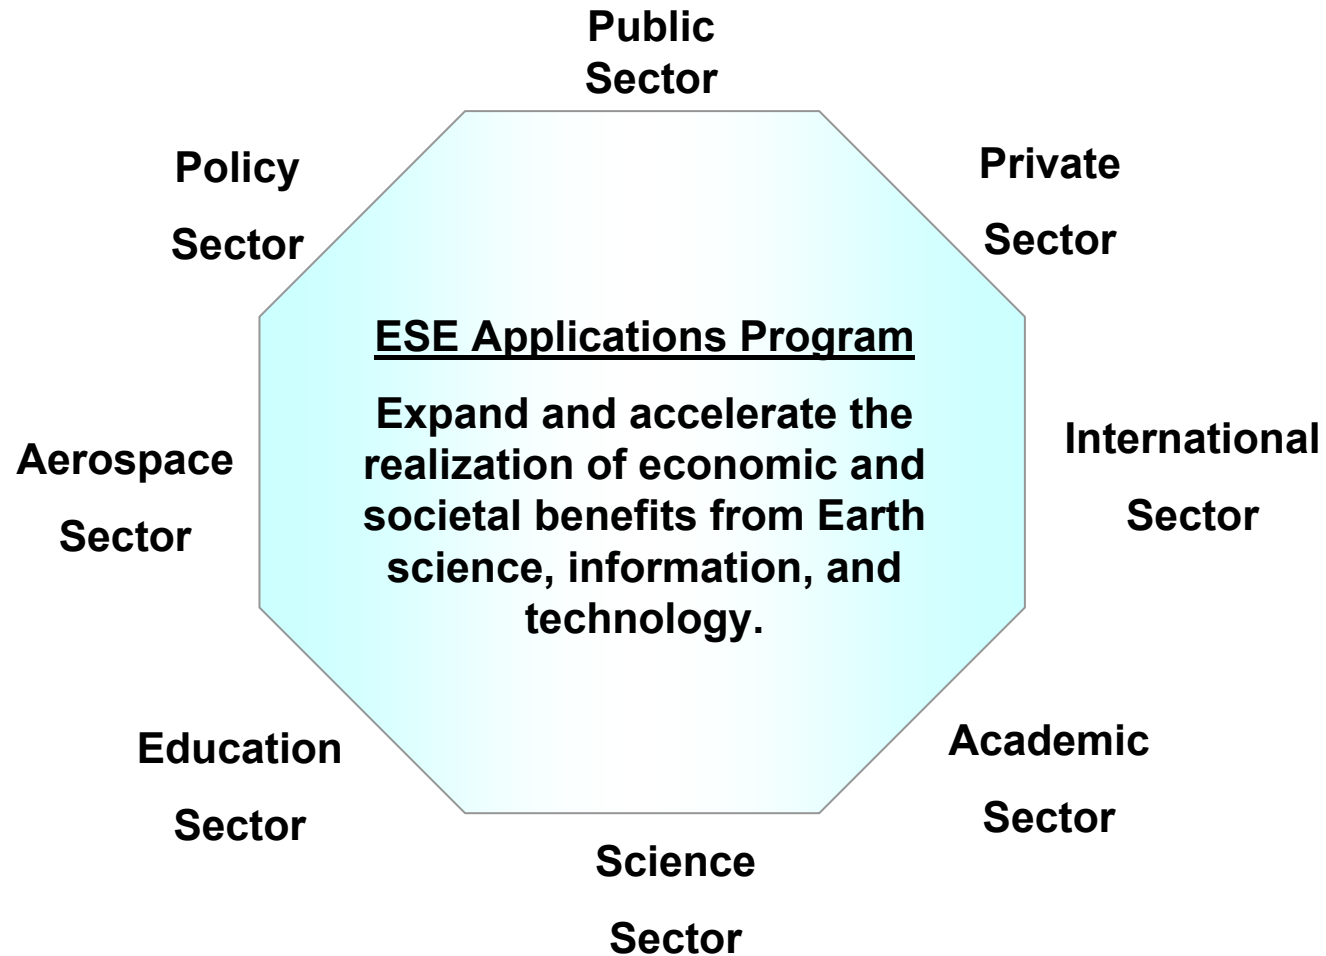 Public
Sector
Policy
Sector
Private
Sector
ESE Applications Program
Expand and accelerate the
realization of economic and
societal benefits from Earth
science, information, and
technology.
Aerospace
Sector
International
Sector
Education
Sector
Academic
Sector
Science
Sector